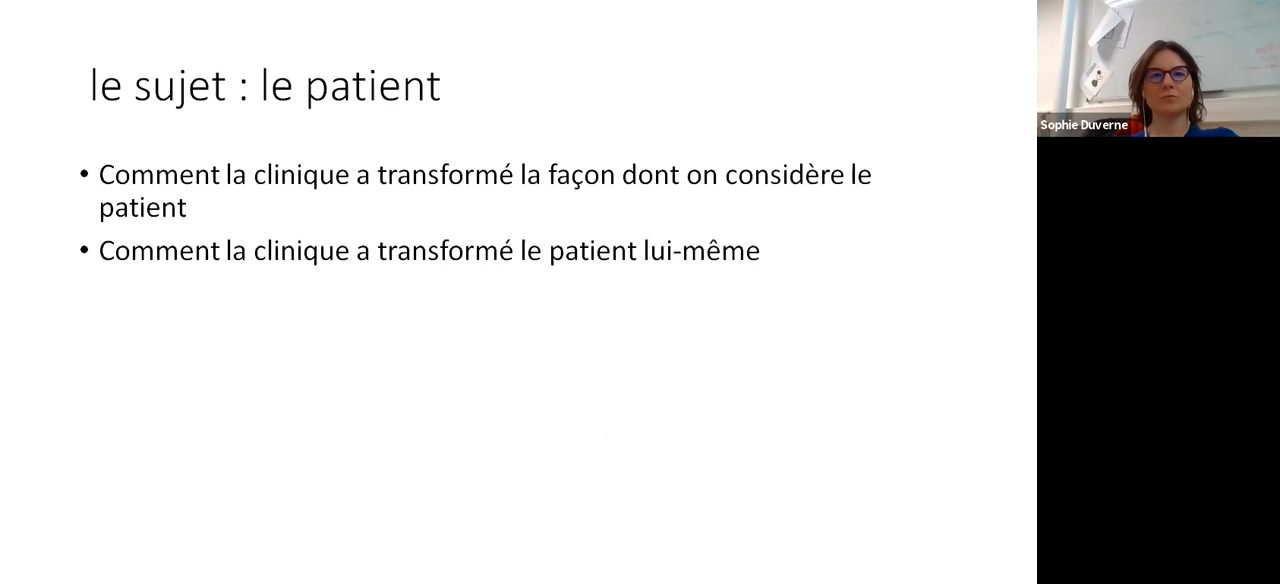 le sujet : le patient
• Comment la clinique a transformé la façon dont on considère le
patient
• Comment la clinique a transformé le patient lui-même
Sophie Duverne